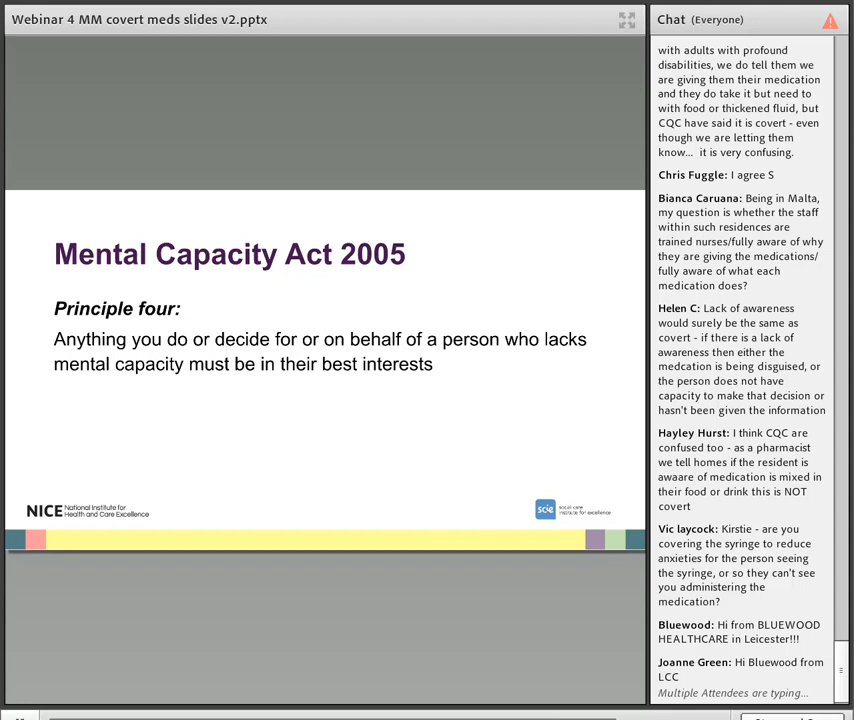 Webinar 4 MM covert meds slides v2.pptx
Mental Capacity Act 2005
Principle four:
Anything you do or decide for or on behalf of a person who lacks
mental capacity must be in their best interests
NICE National Institute for
Health and Care Excellence
scie social care
institute for excellence
Chat (Everyone)
with adults with profound
disabilities, we do tell them we
are giving them their medication
and they do take it but need to
with food or thickened fluid, but
CQC have said it is covert - even
though we are letting them
know... it is very confusing.
Chris Fuggle: I agree S
Bianca Caruana: Being in Malta,
my question is whether the staff
within such residences are
trained nurses/fully aware of why
they are giving the medications/
fully aware of what each
medication does?
Helen C: Lack of awareness
would surely be the same as
covert - if there is a lack of
awareness then either the
medcation is being disguised, or
the person does not have
capacity to make that decision or
hasn't been given the information
Hayley Hurst: I think CQC are
confused too - as a pharmacist
we tell homes if the resident is
awaare of medication is mixed in
their food or drink this is NOT
covert
Vic laycock: Kirstie - are you
covering the syringe to reduce
anxieties for the person seeing
the syringe, or so they can't see
you administering the
medication?
Bluewood: Hi from BLUEWOOD
HEALTHCARE in Leicester!!!
Joanne Green: Hi Bluewood from
LCC
Multiple Attendees are typing...